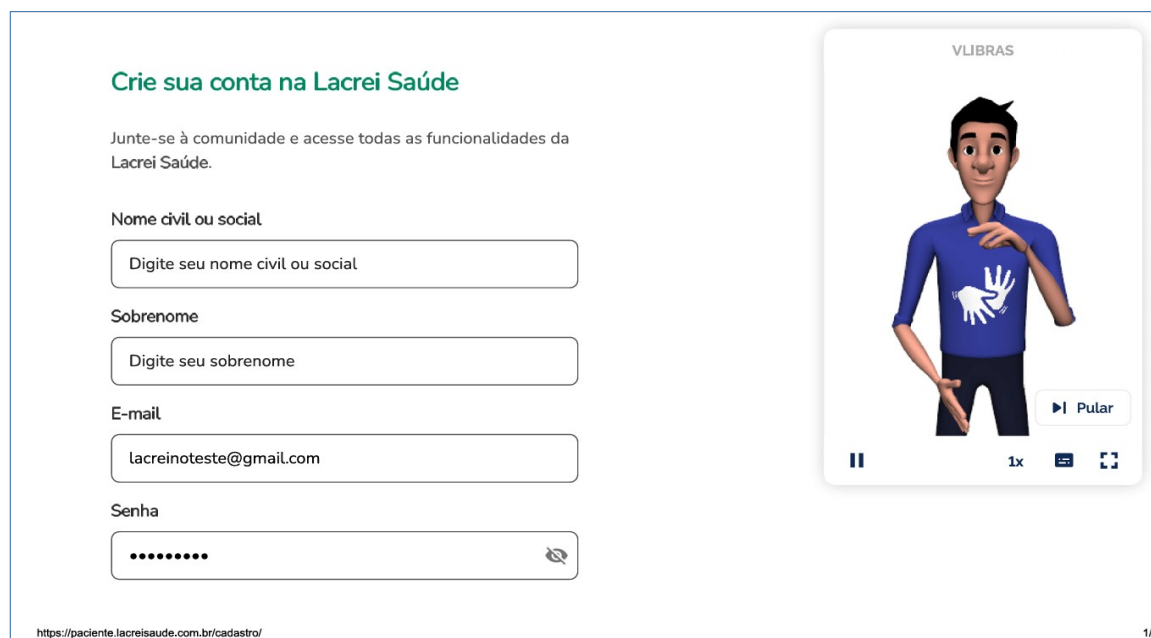 Crie sua conta na Lacrei Saúde
Junte-se à comunidade e acesse todas as funcionalidades da
Lacrei Saúde.
Nome civil ou social
Digite seu nome civil ou social
Sobrenome
Digite seu sobrenome
E-mail
lacreinoteste@gmail.com
Senha
•••••••••
VLIBRAS
Pular
1x
https://paciente.lacreisaude.com.br/cadastro/
1/